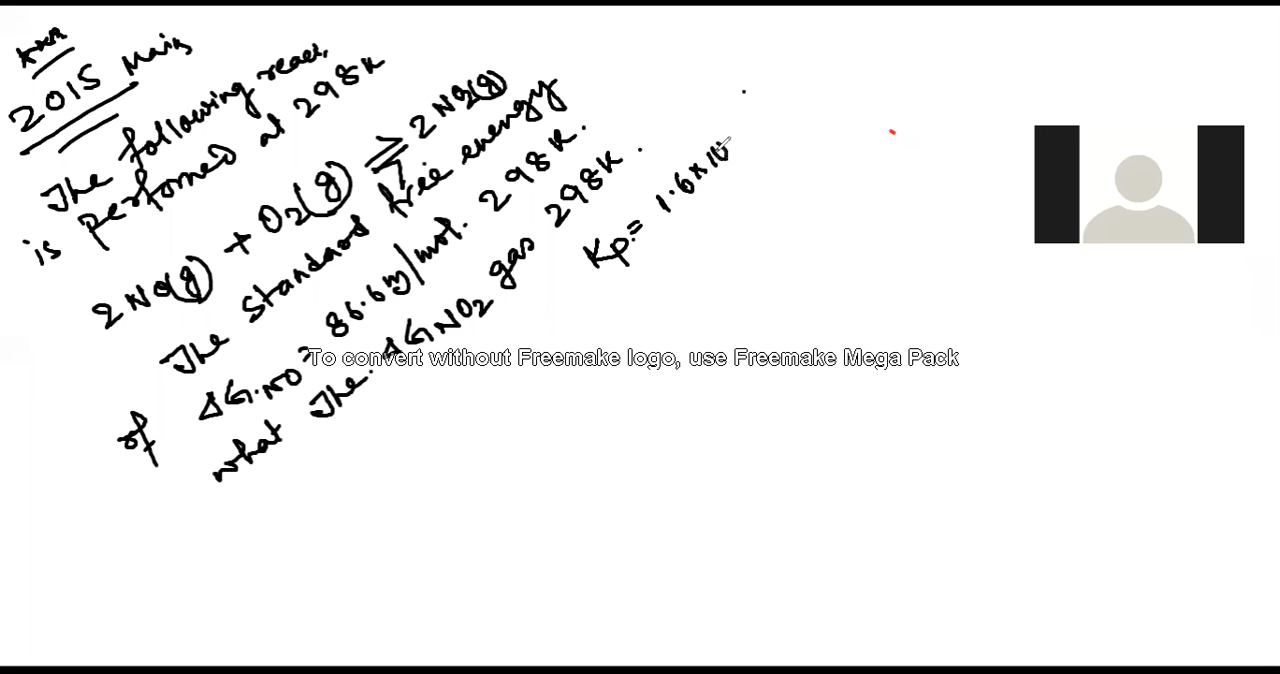 2015 Main
The following react.
is performed at 298K
2NO(g) + O2(g) ⇌ 2NO2(g)
The standard free energy
of ΔG.NO = 86.6 kJ/mol. 298K.
what The. ΔG NO2 gas 298K.
Kp.= 1.6×10
To convert without Freemake logo, use Freemake Mega Pack